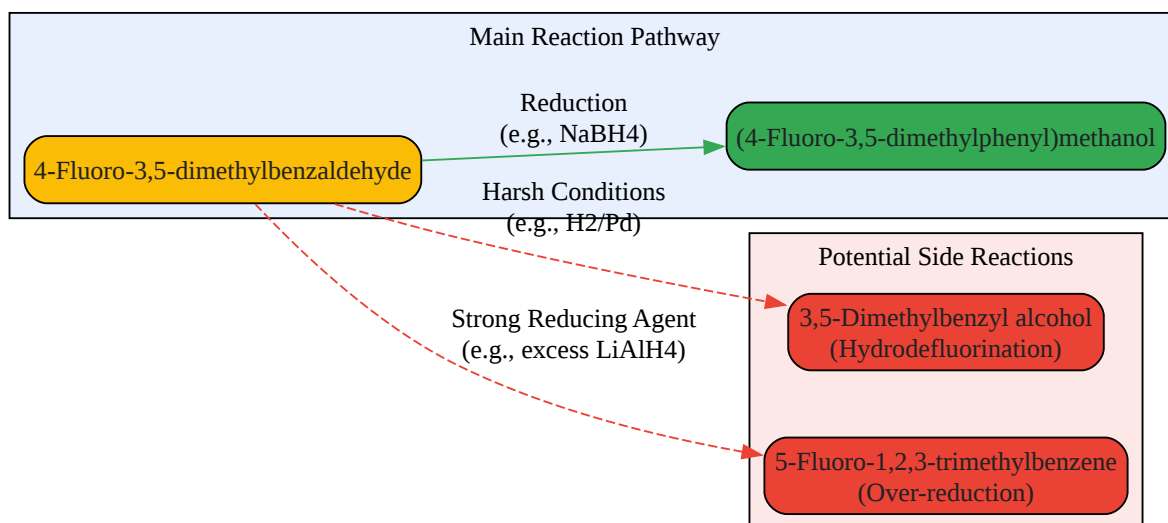 Main Reaction Pathway
Reduction
(e.g., NaBH4)
4-Fluoro-3,5-dimethylbenzaldehyde
(4-Fluoro-3,5-dimethylphenyl)methanol
Harsh Conditions
(e.g., H2/Pd)
Potential Side Reactions
3,5-Dimethylbenzyl alcohol
(Hydrodefluorination)
Strong Reducing Agent
(e.g., excess LiAlH4)
5-Fluoro-1,2,3-trimethylbenzene
(Over-reduction)